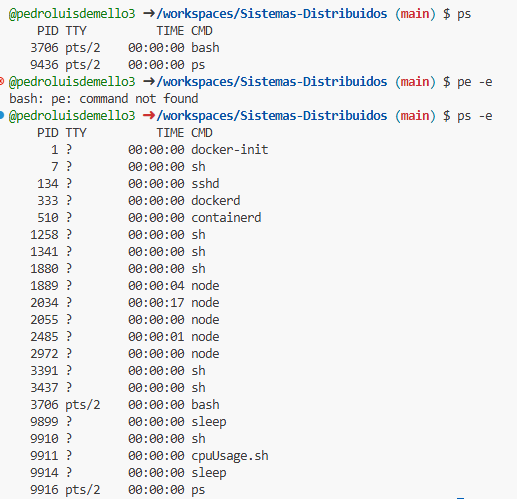 @pedroluisdemello3 ➜/workspaces/Sistemas-Distribuidos (main) $ ps
PID TTY TIME CMD
3706 pts/2 00:00:00 bash
9436 pts/2 00:00:00 ps
@pedroluisdemello3 ➜/workspaces/Sistemas-Distribuidos (main) $ pe -e
bash: pe: command not found
@pedroluisdemello3 ➜/workspaces/Sistemas-Distribuidos (main) $ ps -e
PID TTY TIME CMD
1 ? 00:00:00 docker-init
7 ? 00:00:00 sh
134 ? 00:00:00 sshd
333 ? 00:00:00 dockerd
510 ? 00:00:00 containerd
1258 ? 00:00:00 sh
1341 ? 00:00:00 sh
1880 ? 00:00:00 sh
1889 ? 00:00:04 node
2034 ? 00:00:17 node
2055 ? 00:00:00 node
2485 ? 00:00:01 node
2972 ? 00:00:00 node
3391 ? 00:00:00 sh
3437 ? 00:00:00 sh
3706 pts/2 00:00:00 bash
9899 ? 00:00:00 sleep
9910 ? 00:00:00 sh
9911 ? 00:00:00 cpuUsage.sh
9914 ? 00:00:00 sleep
9916 pts/2 00:00:00 ps